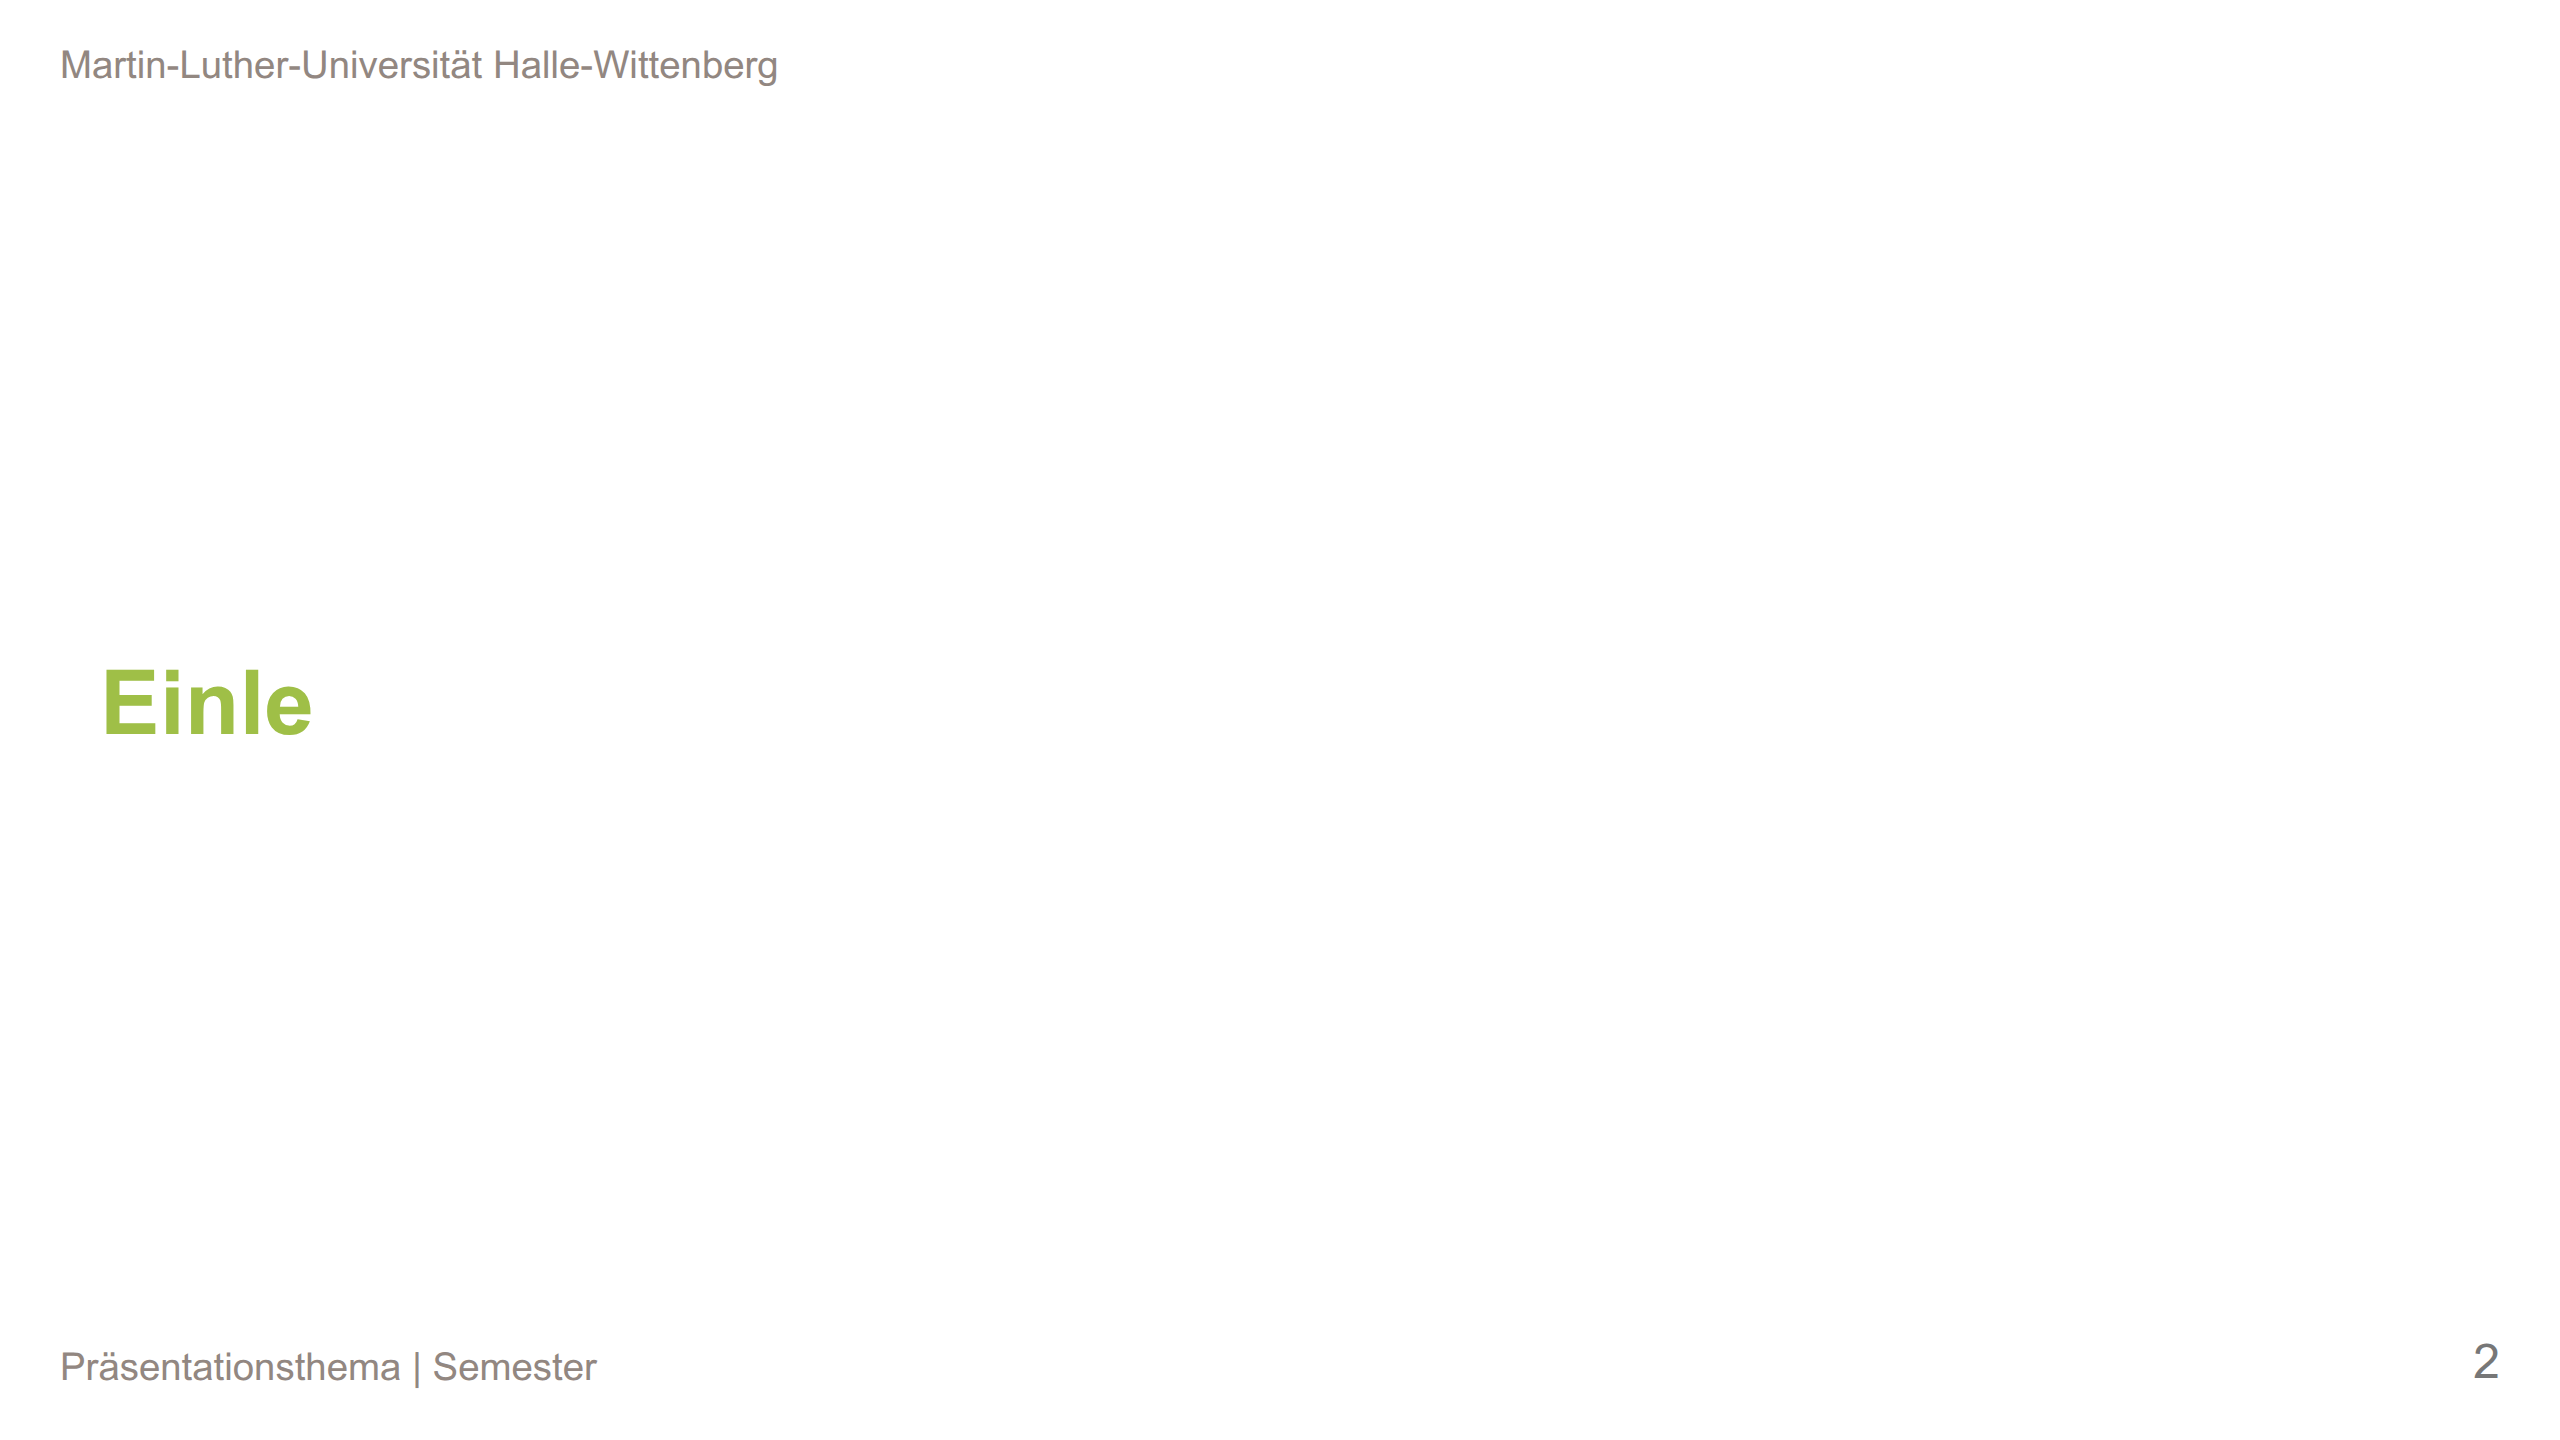 Martin-Luther-Universität Halle-Wittenberg
Einle
Präsentationsthema | Semester
2